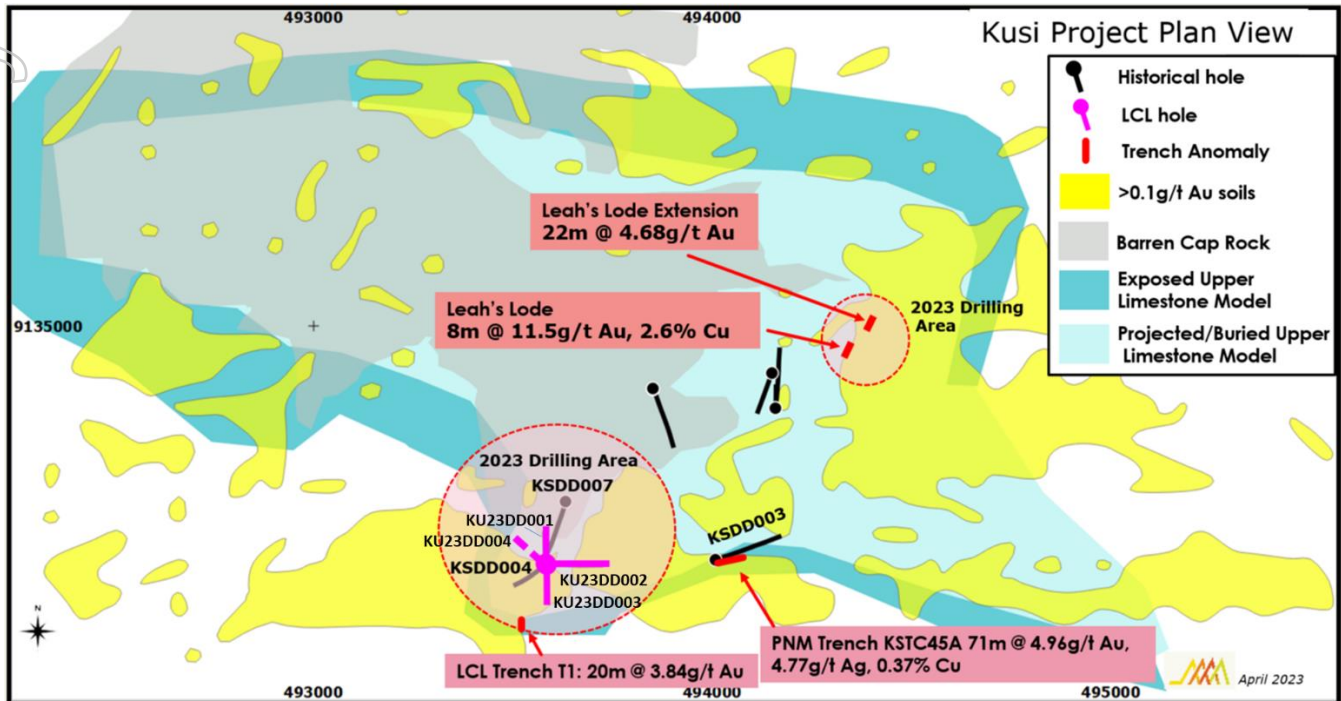 493000
494000
Kusi Project Plan View
Historical hole
LCL hole
Trench Anomaly
>0.1g/t Au soils
Barren Cap Rock
Exposed Upper
Limestone Model
Projected/Buried Upper
Limestone Model
Leah's Lode Extension
22m @ 4.68g/t Au
Leah's Lode
8m @ 11.5g/t Au, 2.6% Cu
2023 Drilling
Area
9135000
2023 Drilling Area
KSDD007
KU23DD001
KU23DD004
KSDD004
KU23DD002
KU23DD003
KSDD003
N
LCL Trench T1: 20m @ 3.84g/t Au
PNM Trench KSTC45A 71m @ 4.96g/t Au,
4.77g/t Ag, 0.37% Cu
April 2023
493000
494000
495000